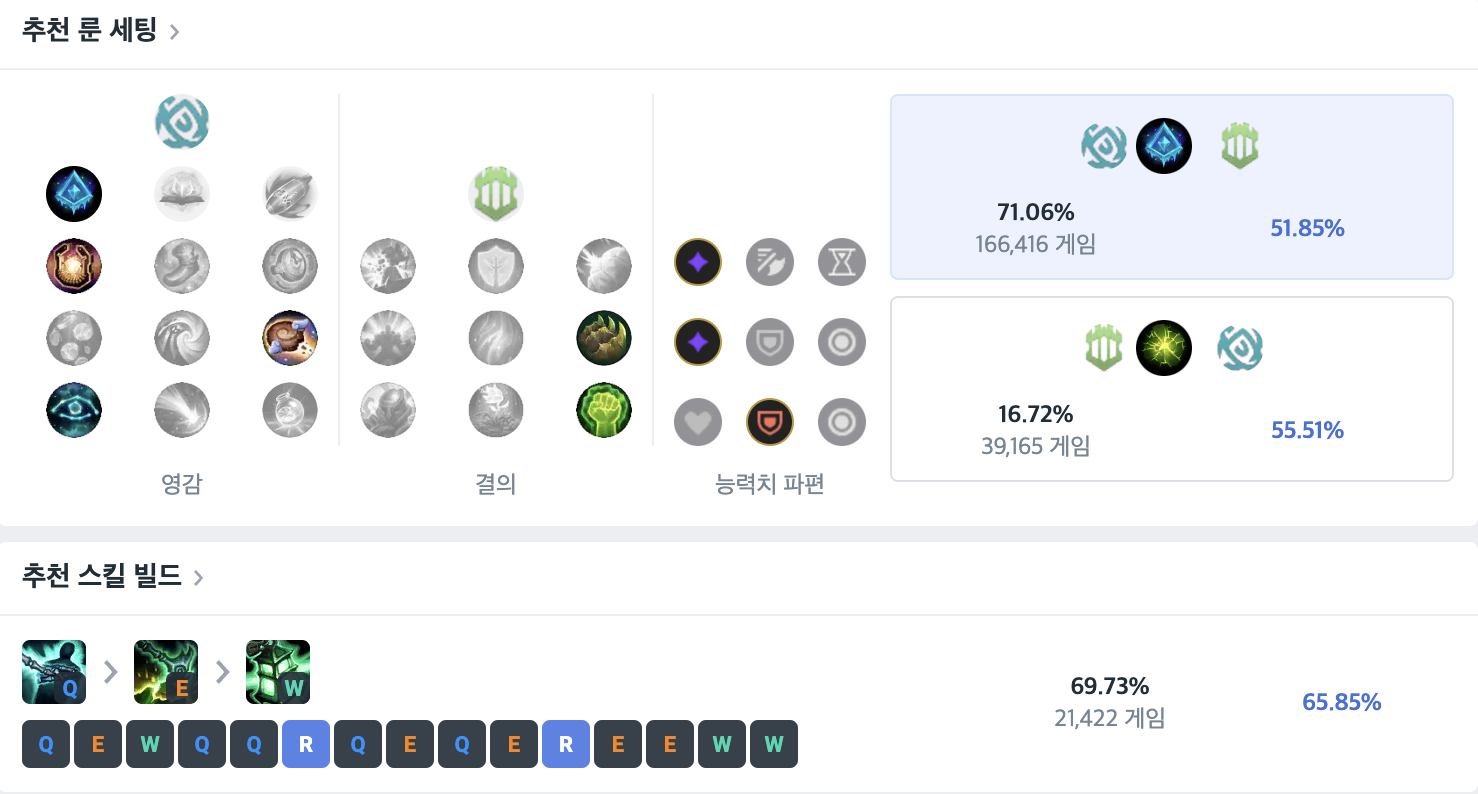 추천 룬 세팅
71.06%
166,416 게임
51.85%
16.72%
39,165 게임
55.51%
영감
결의
능력치 파편
추천 스킬 빌드
Q E W
69.73%
21,422 게임
65.85%
Q E W Q Q R Q E Q E R E E W W